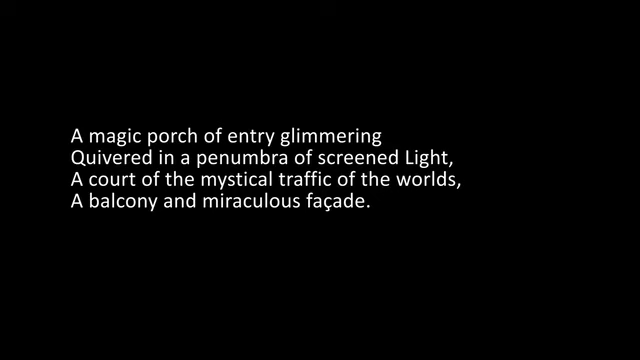 A magic porch of entry glimmering
Quivered in a penumbra of screened Light,
A court of the mystical traffic of the worlds,
A balcony and miraculous façade.